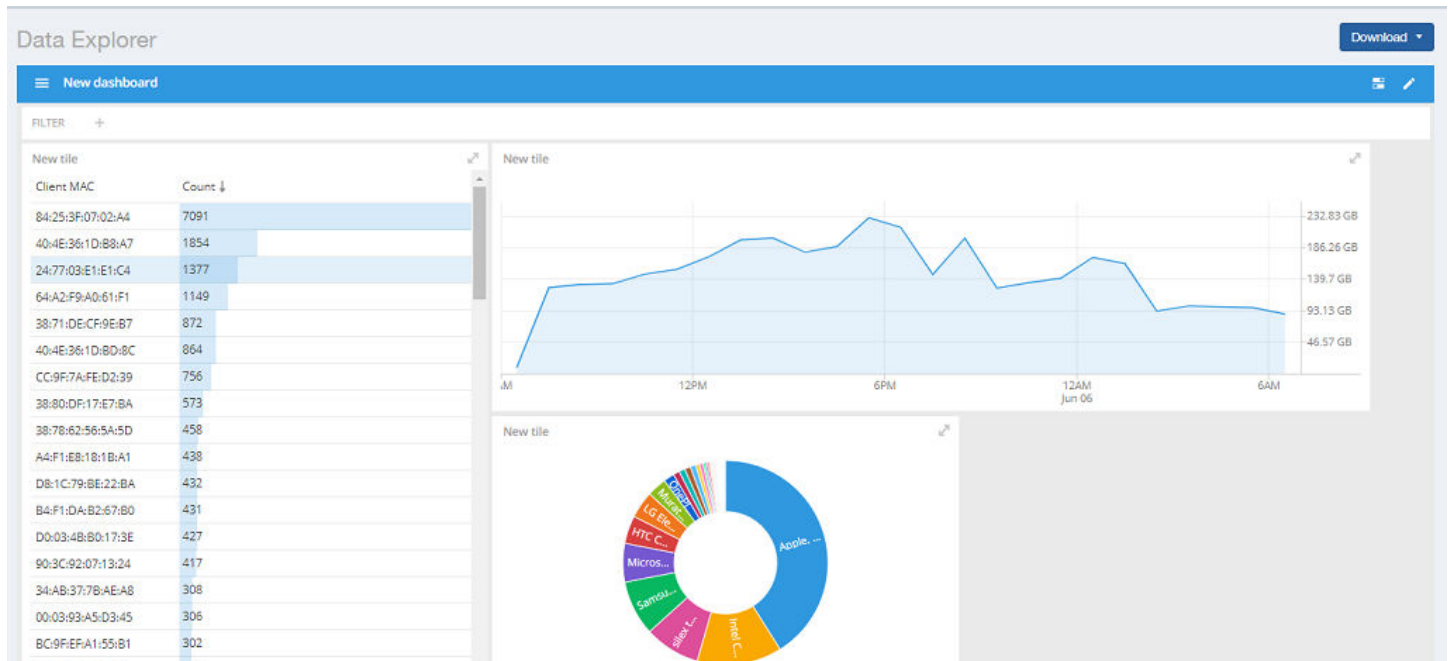 Data Explorer
Download
New dashboard
FILTER +
New tile
Client MAC Count ↓
84:25:3F:07:02:A4 7091
40:4E:36:1D:B8:A7 1854
24:77:03:E1:E1:C4 1377
64:A2:F9:A0:61:F1 1149
38:71:DE:CF:9E:B7 872
40:4E:36:1D:BD:8C 864
CC:9F:7A:FE:D2:39 756
38:80:DF:17:E7:BA 573
38:78:62:56:5A:5D 458
A4:F1:E8:18:1B:A1 438
D8:1C:79:BE:22:BA 432
B4:F1:DA:B2:67:B0 431
D0:03:4B:B0:17:3E 427
90:3C:92:07:13:24 417
34:AB:37:7B:AE:A8 308
00:03:93:A5:D3:45 306
BC:9F:EF:A1:55:B1 302
New tile
232.83 GB
186.26 GB
139.7 GB
93.13 GB
46.57 GB
12PM 6PM 12AM 6AM
Jun 06
New tile
Apple, ...
Intel C...
silex t...
Samsu...
Micros...
HTC C...
LG Ele...
Murat...